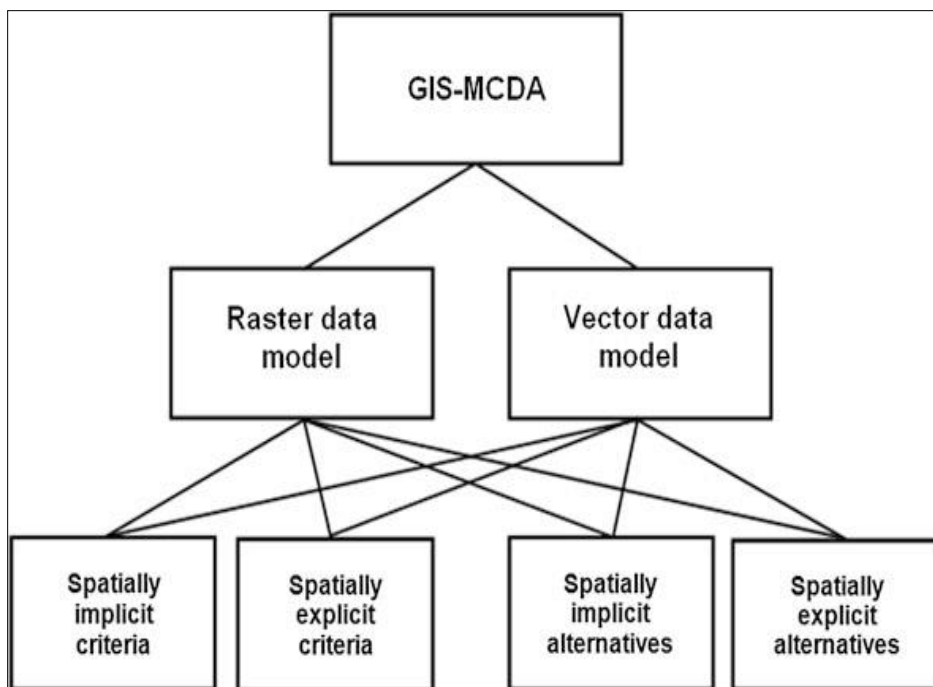 GIS-MCDA
Raster data
model
Vector data
model
Spatially
implicit
criteria
Spatially
explicit
criteria
Spatially
implicit
alternatives
Spatially
explicit
alternatives